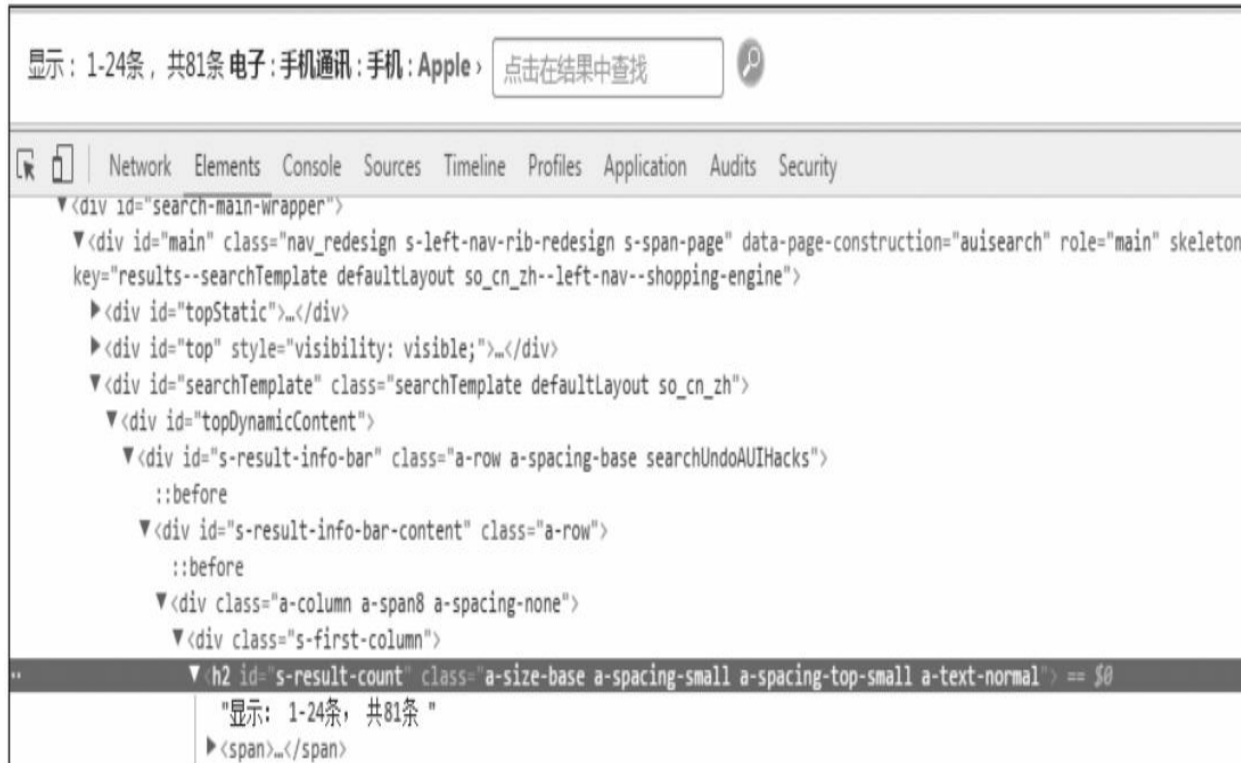 显示： 1-24条， 共81条 电子 : 手机通讯 : 手机 : Apple › 点击在结果中查找
Network Elements Console Sources Timeline Profiles Application Audits Security
▼<div id="search-main-wrapper">
▼<div id="main" class="nav_redesign s-left-nav-rib-redesign s-span-page" data-page-construction="auisearch" role="main" skeleton
key="results--searchTemplate defaultLayout so_cn_zh--left-nav--shopping-engine">
▶<div id="topStatic">…</div>
▶<div id="top" style="visibility: visible;">…</div>
▼<div id="searchTemplate" class="searchTemplate defaultLayout so_cn_zh">
▼<div id="topDynamicContent">
▼<div id="s-result-info-bar" class="a-row a-spacing-base searchUndoAUIHacks">
::before
▼<div id="s-result-info-bar-content" class="a-row">
::before
▼<div class="a-column a-span8 a-spacing-none">
▼<div class="s-first-column">
▼<h2 id="s-result-count" class="a-size-base a-spacing-small a-spacing-top-small a-text-normal"> == $0
"显示： 1-24条， 共81条 "
▶<span>…</span>